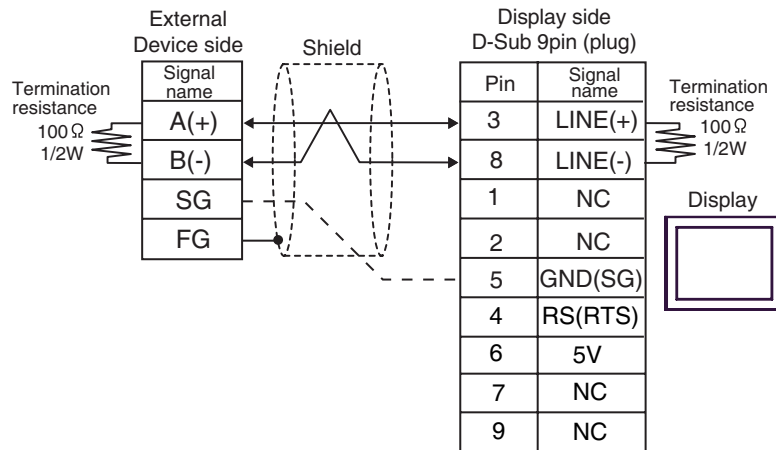 External
Device side
Shield
Display side
D-Sub 9pin (plug)
Termination
resistance
100Ω
1/2W
Signal
name
A(+)
B(-)
SG
FG
Pin
Signal
name
3 LINE(+)
8 LINE(-)
1 NC
2 NC
5 GND(SG)
4 RS(RTS)
6 5V
7 NC
9 NC
Termination
resistance
100Ω
1/2W
Display